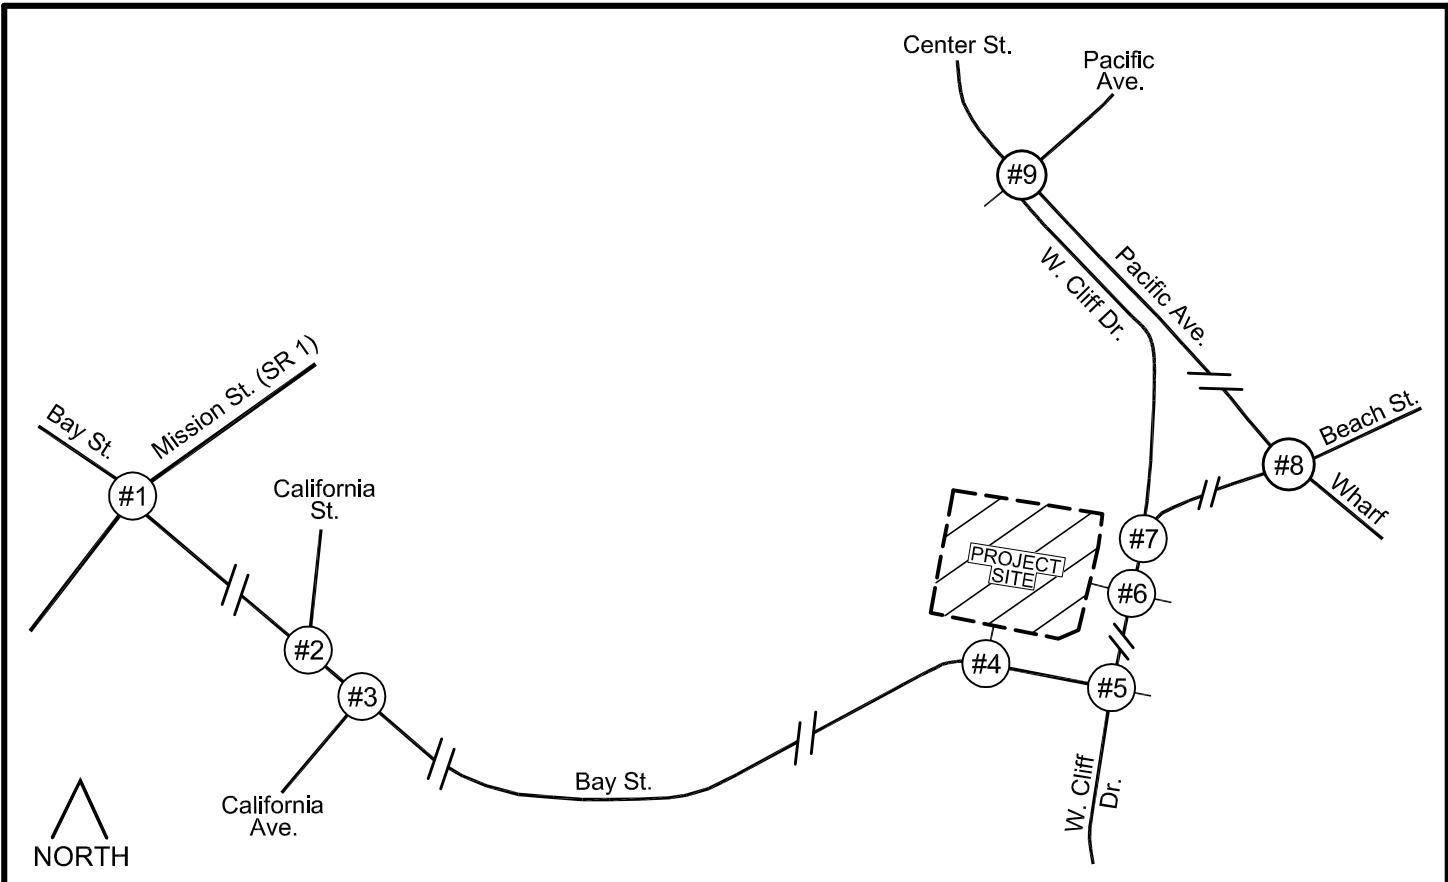 Center St.
Pacific
Ave.
#9
W. Cliff Dr.
Pacific Ave.
Mission St. (SR 1)
Bay St.
Beach St.
#8
Wharf
#1
California
St.
#7
PROJECT
SITE
#6
#2
#4
#5
#3
Bay St.
W. Cliff
Dr.
California
Ave.
NORTH